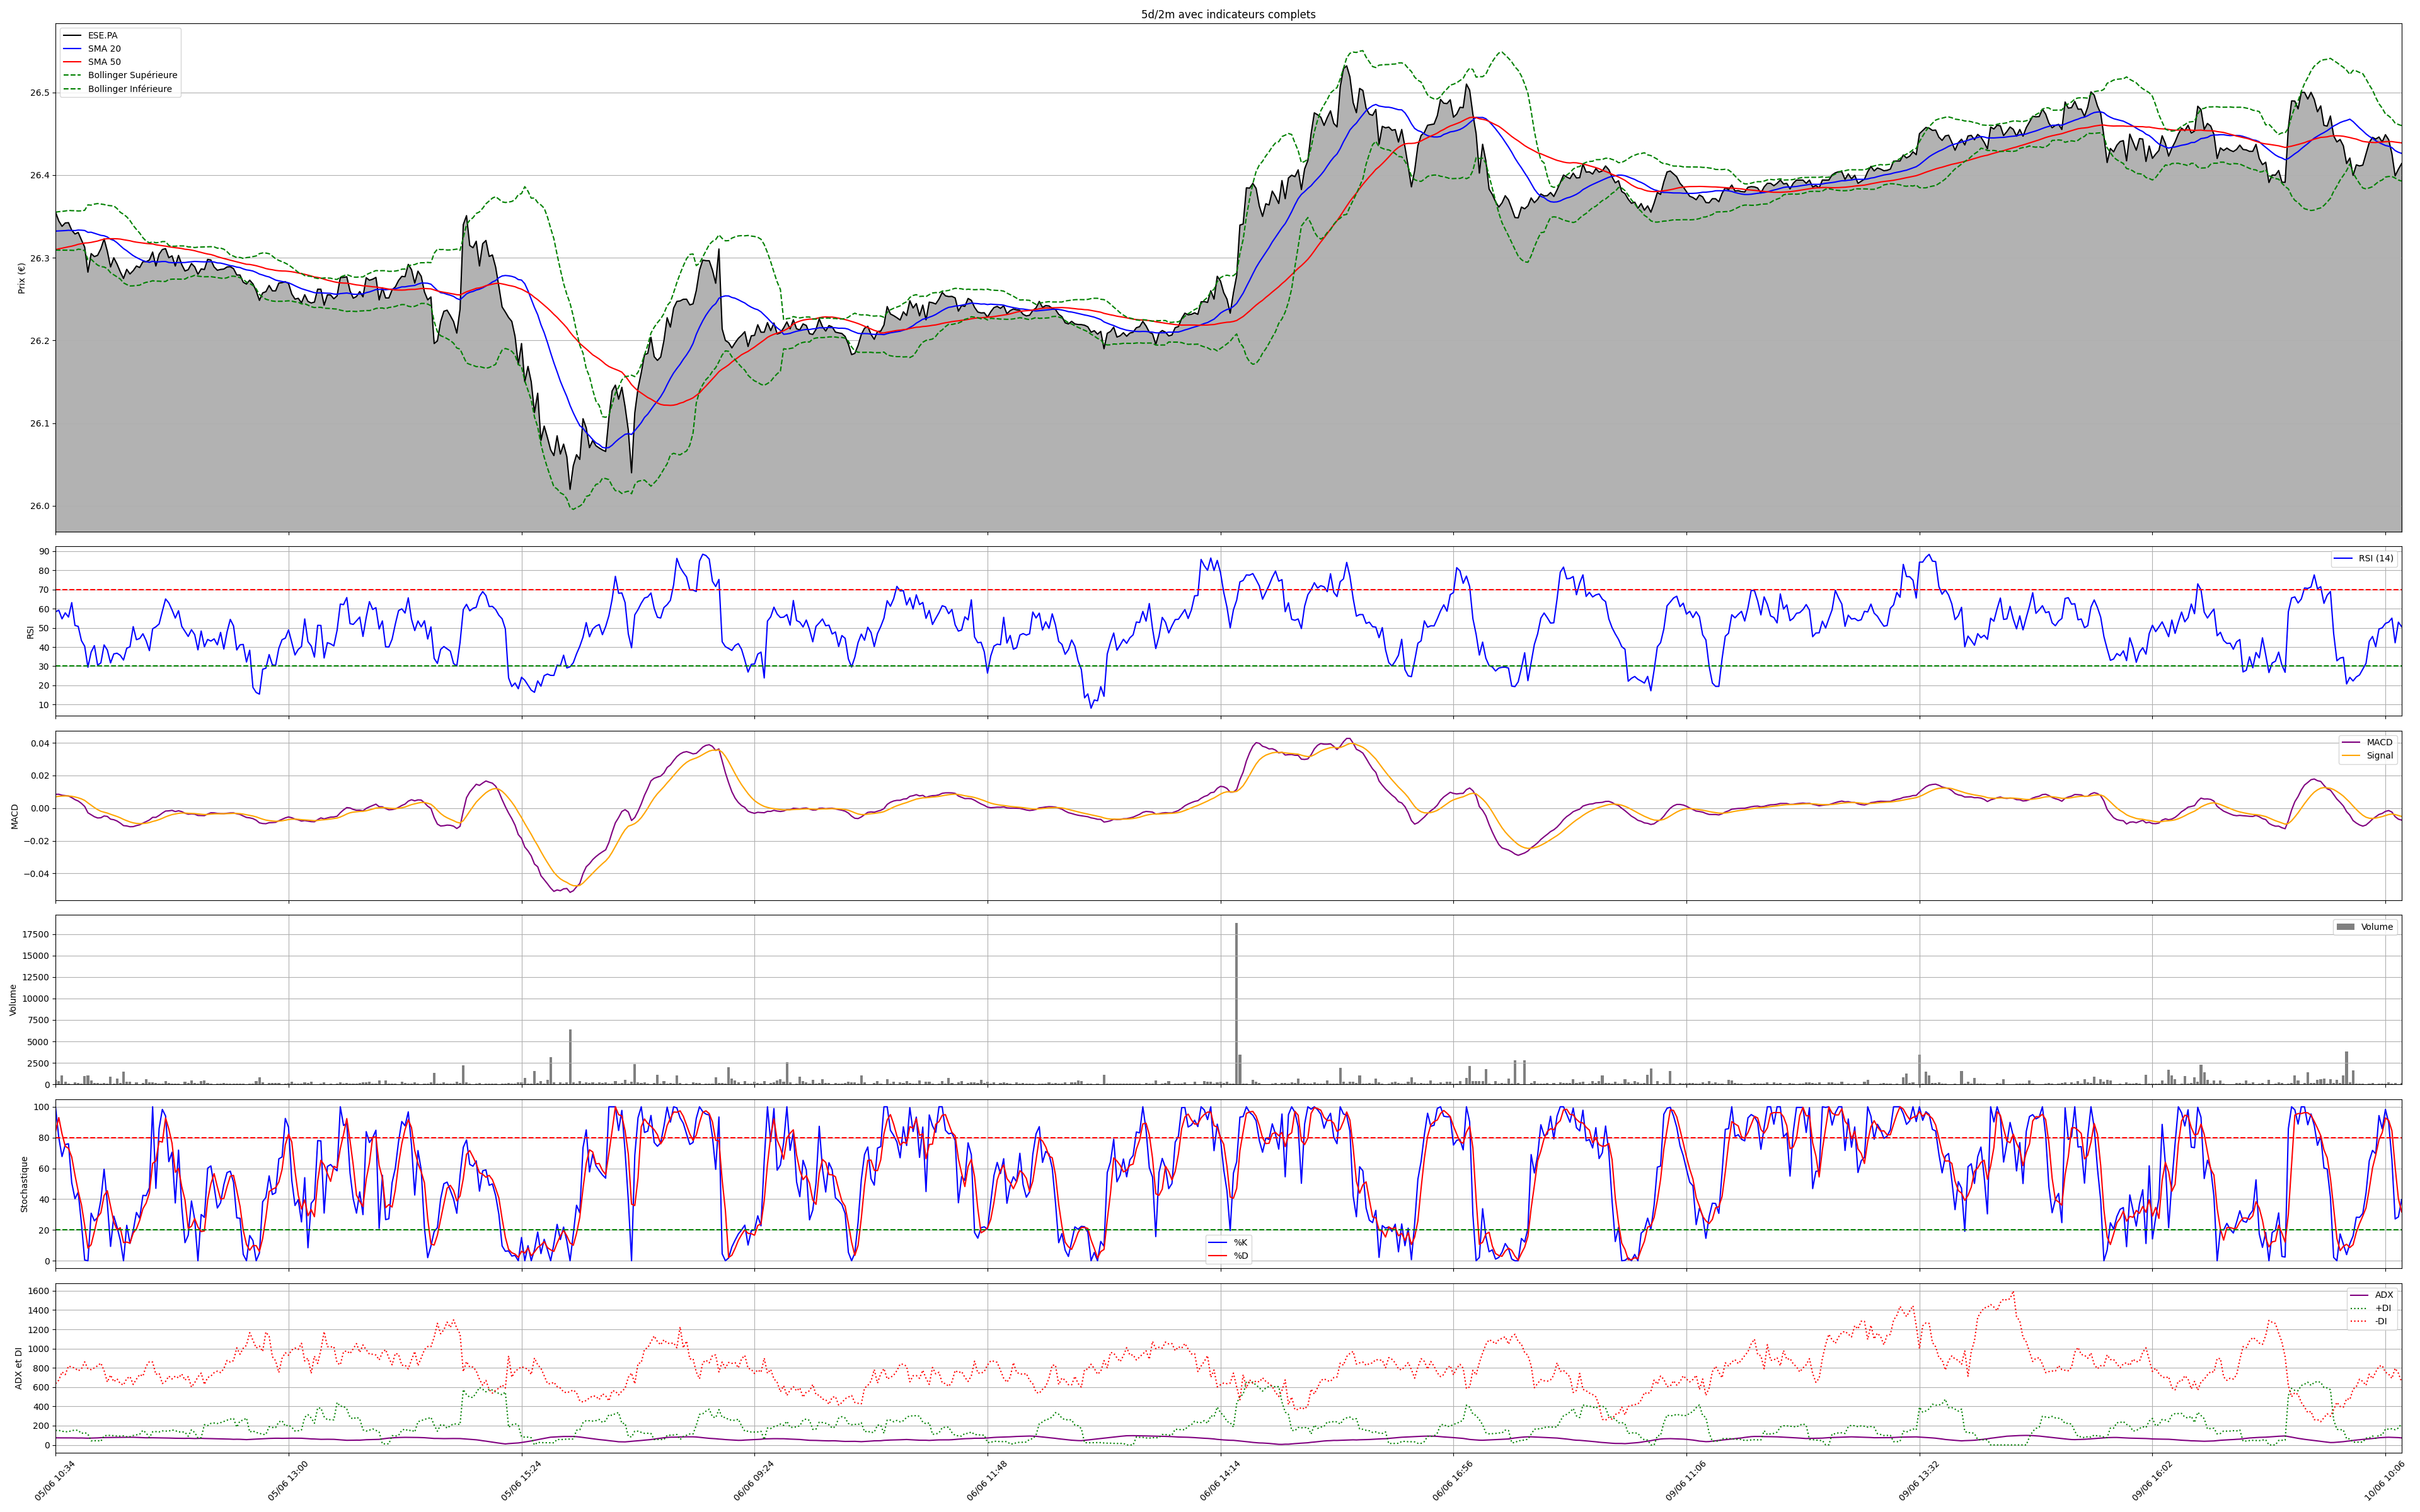 5d/2m avec indicateurs complets
ESE.PA
SMA 20
SMA 50
Bollinger Supérieure
Bollinger Inférieure
Prix (€)
26.5
26.4
26.3
26.2
26.1
26.0
RSI (14)
RSI
90
80
70
60
50
40
30
20
10
MACD
Signal
MACD
0.04
0.02
0.00
−0.02
−0.04
Volume
Volume
17500
15000
12500
10000
7500
5000
2500
0
Stochastique
100
80
60
40
20
0
%K
%D
ADX et DI
1600
1400
1200
1000
800
600
400
200
0
ADX
+DI
-DI
05/06 10:34
05/06 13:00
05/06 15:24
06/06 09:24
06/06 11:48
06/06 14:14
06/06 16:56
09/06 11:06
09/06 13:32
09/06 16:02
10/06 10:06